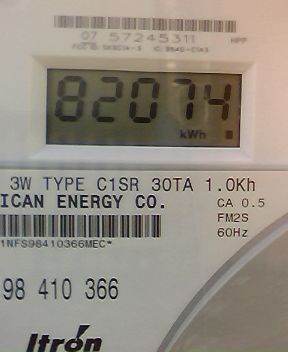 07 57245311 HPP
82074
kWh
3W TYPE C1SR 30TA 1.0Kh
ICAN ENERGY CO. CA 0.5
FM2S
60Hz
1NFS98410366MEC*
98 410 366
Itron